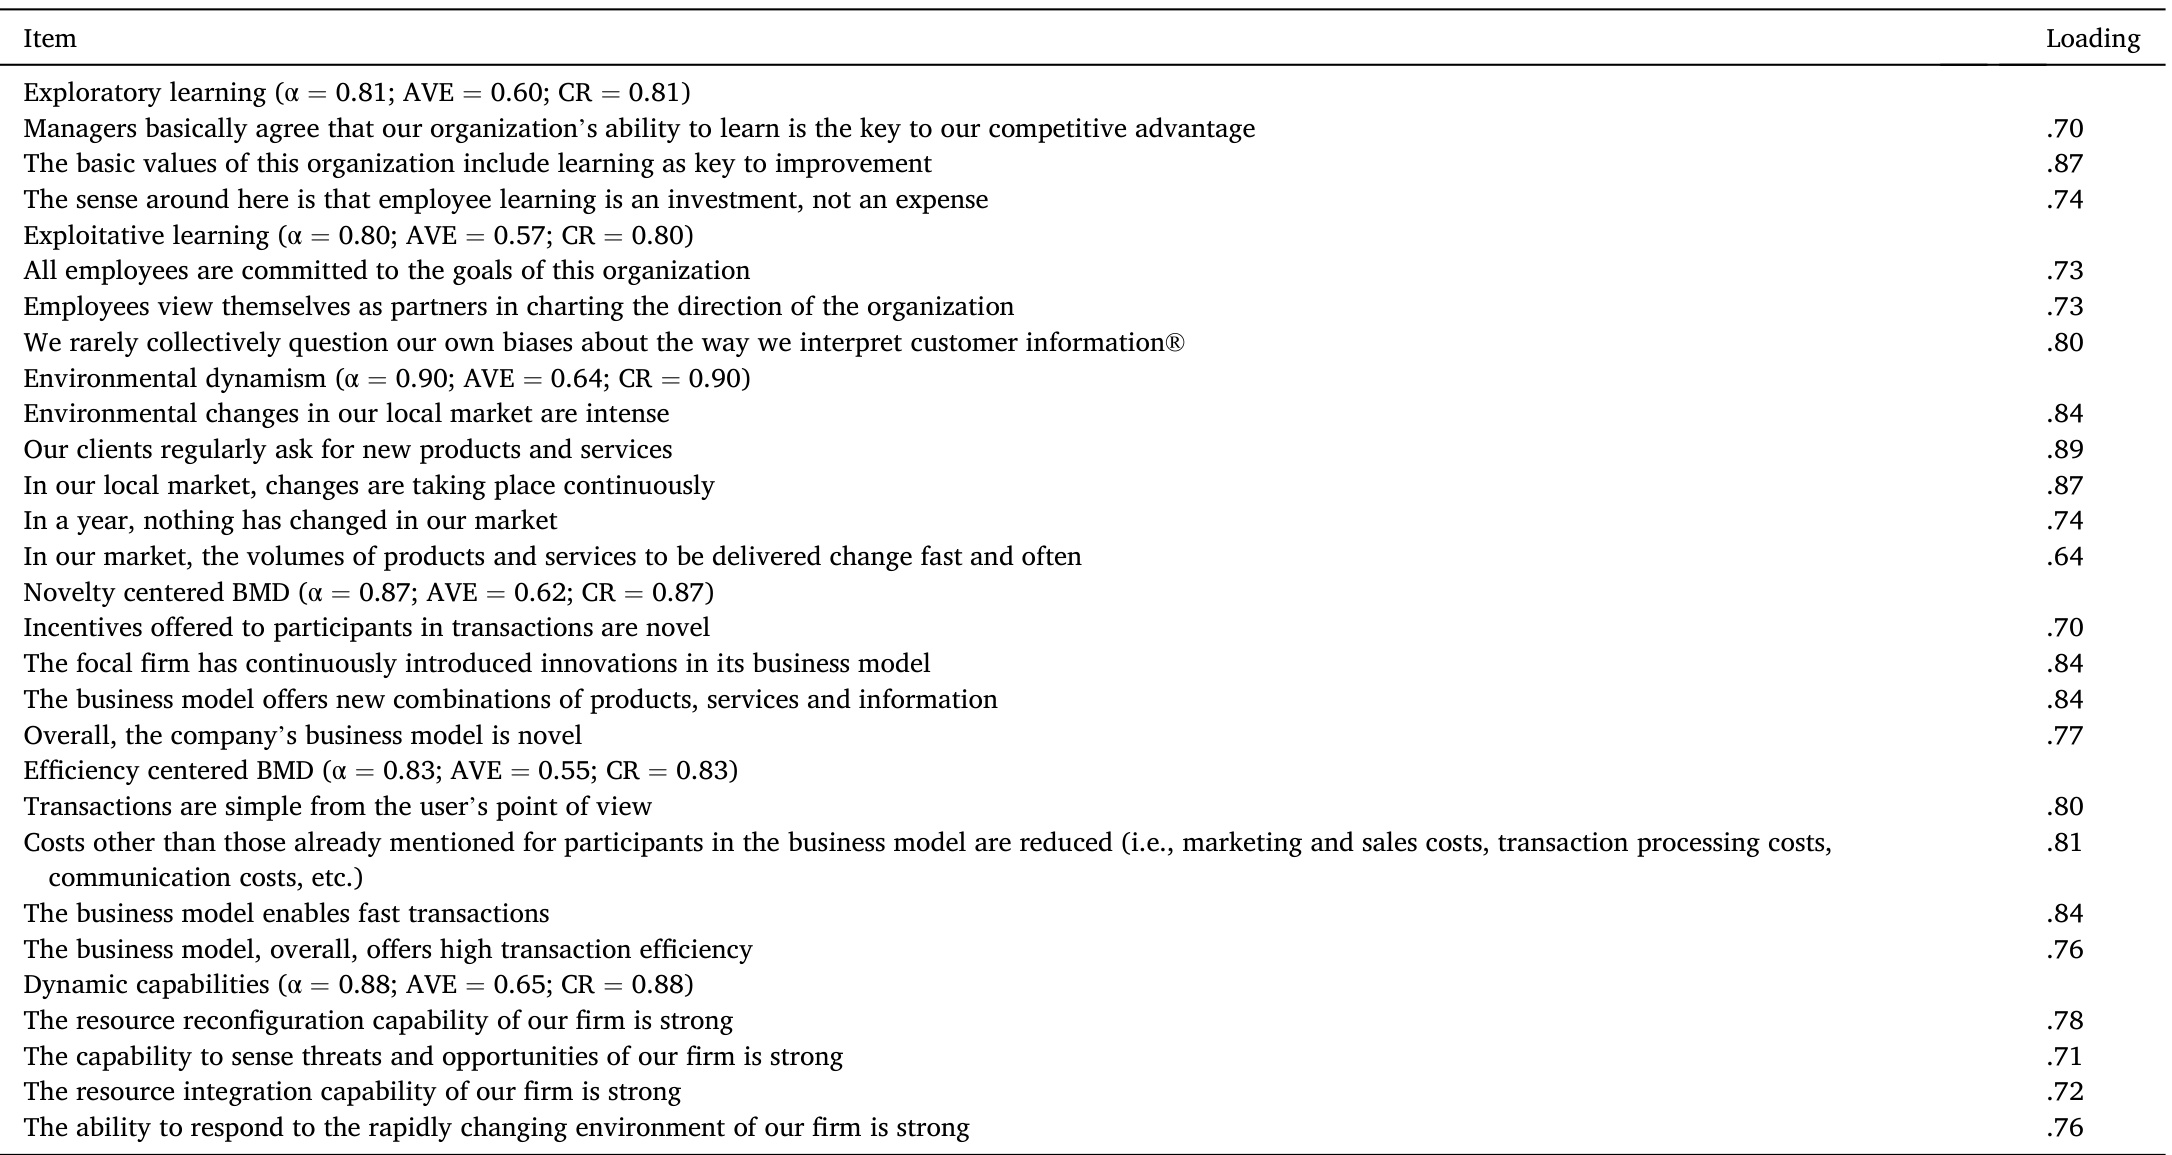 Item Loading
Exploratory learning (α = 0.81; AVE = 0.60; CR = 0.81)
Managers basically agree that our organization’s ability to learn is the key to our competitive advantage .70
The basic values of this organization include learning as key to improvement .87
The sense around here is that employee learning is an investment, not an expense .74
Exploitative learning (α = 0.80; AVE = 0.57; CR = 0.80)
All employees are committed to the goals of this organization .73
Employees view themselves as partners in charting the direction of the organization .73
We rarely collectively question our own biases about the way we interpret customer information® .80
Environmental dynamism (α = 0.90; AVE = 0.64; CR = 0.90)
Environmental changes in our local market are intense .84
Our clients regularly ask for new products and services .89
In our local market, changes are taking place continuously .87
In a year, nothing has changed in our market .74
In our market, the volumes of products and services to be delivered change fast and often .64
Novelty centered BMD (α = 0.87; AVE = 0.62; CR = 0.87)
Incentives offered to participants in transactions are novel .70
The focal firm has continuously introduced innovations in its business model .84
The business model offers new combinations of products, services and information .84
Overall, the company’s business model is novel .77
Efficiency centered BMD (α = 0.83; AVE = 0.55; CR = 0.83)
Transactions are simple from the user’s point of view .80
Costs other than those already mentioned for participants in the business model are reduced (i.e., marketing and sales costs, transaction processing costs, .81
communication costs, etc.)
The business model enables fast transactions .84
The business model, overall, offers high transaction efficiency .76
Dynamic capabilities (α = 0.88; AVE = 0.65; CR = 0.88)
The resource reconfiguration capability of our firm is strong .78
The capability to sense threats and opportunities of our firm is strong .71
The resource integration capability of our firm is strong .72
The ability to respond to the rapidly changing environment of our firm is strong .76